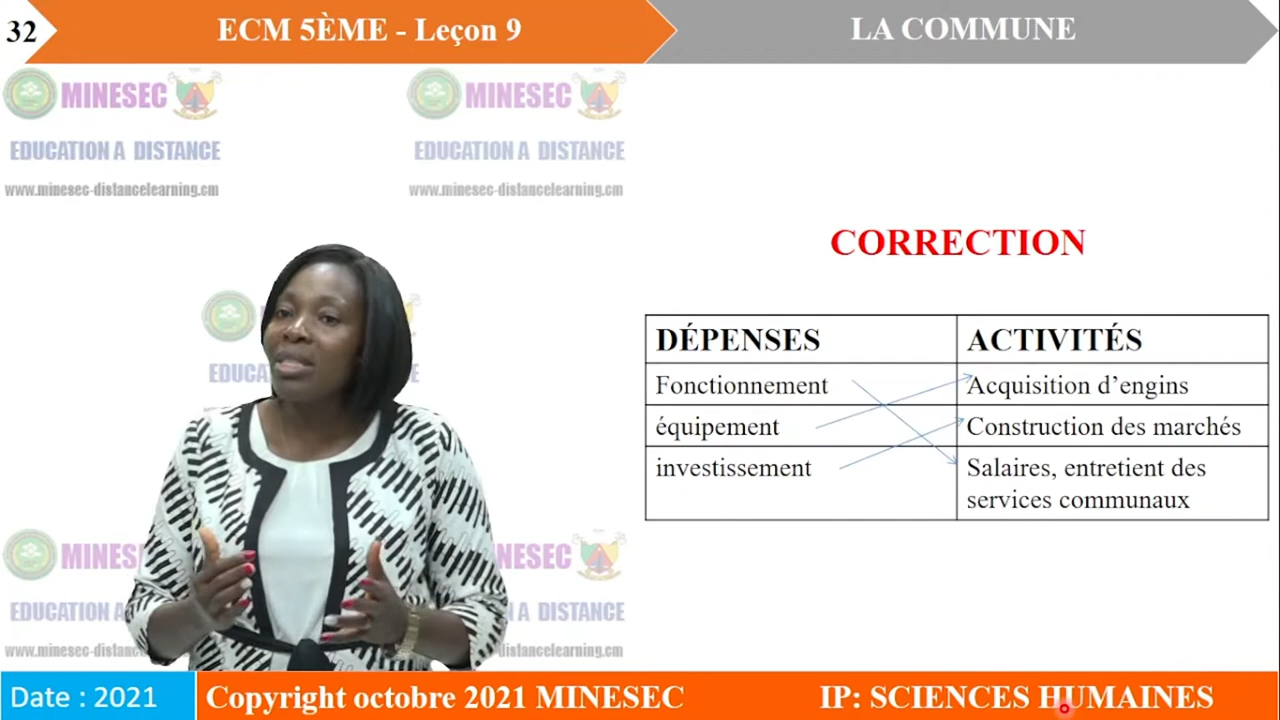 32
ECM 5ÈME - Leçon 9
LA COMMUNE
MINESEC
MINESEC
EDUCATION A DISTANCE
EDUCATION A DISTANCE
www.minesec-distancelearning.cm
www.minesec-distancelearning.cm
CORRECTION
DÉPENSES
ACTIVITÉS
Fonctionnement
Acquisition d’engins
équipement
Construction des marchés
investissement
Salaires, entretient des
services communaux
Date : 2021
Copyright octobre 2021 MINESEC
IP: SCIENCES HUMAINES